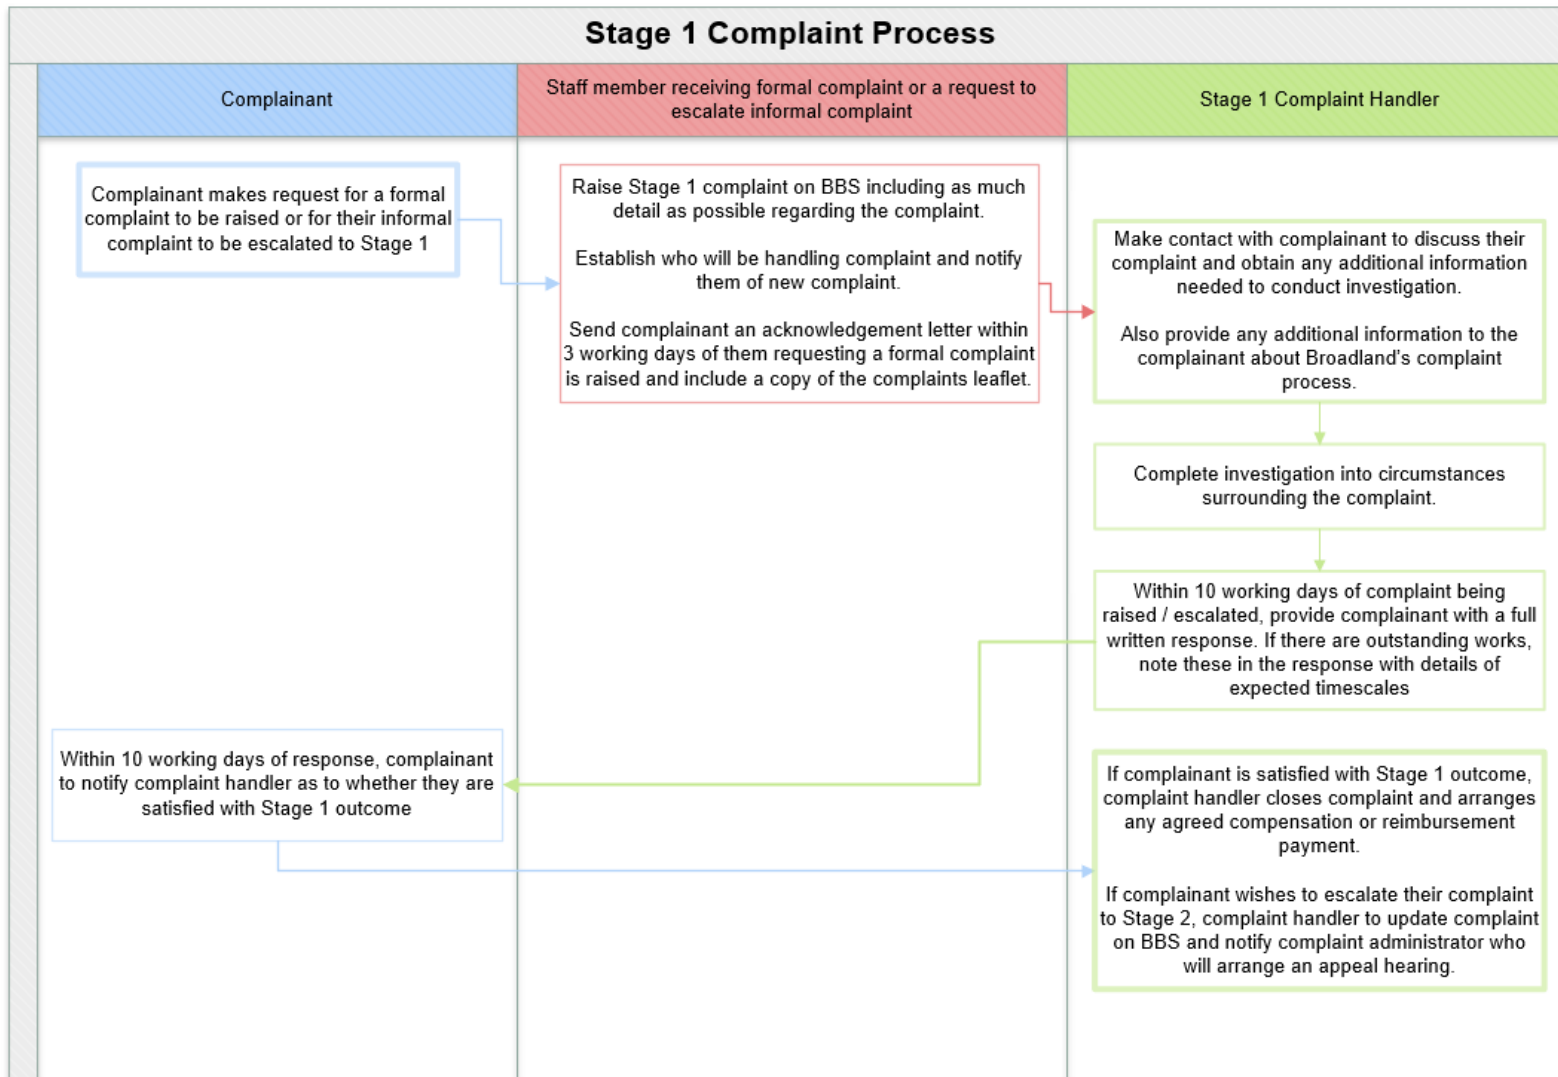 Stage 1 Complaint Process
Complainant
Staff member receiving formal complaint or a request to
escalate informal complaint
Stage 1 Complaint Handler
Complainant makes request for a formal
complaint to be raised or for their informal
complaint to be escalated to Stage 1
Raise Stage 1 complaint on BBS including as much
detail as possible regarding the complaint.
Establish who will be handling complaint and notify
them of new complaint.
Send complainant an acknowledgement letter within
3 working days of them requesting a formal complaint
is raised and include a copy of the complaints leaflet.
Make contact with complainant to discuss their
complaint and obtain any additional information
needed to conduct investigation.
Also provide any additional information to the
complainant about Broadland's complaint
process.
Complete investigation into circumstances
surrounding the complaint.
Within 10 working days of complaint being
raised / escalated, provide complainant with a full
written response. If there are outstanding works,
note these in the response with details of
expected timescales
Within 10 working days of response, complainant
to notify complaint handler as to whether they are
satisfied with Stage 1 outcome
If complainant is satisfied with Stage 1 outcome,
complaint handler closes complaint and arranges
any agreed compensation or reimbursement
payment.
If complainant wishes to escalate their complaint
to Stage 2, complaint handler to update complaint
on BBS and notify complaint administrator who
will arrange an appeal hearing.